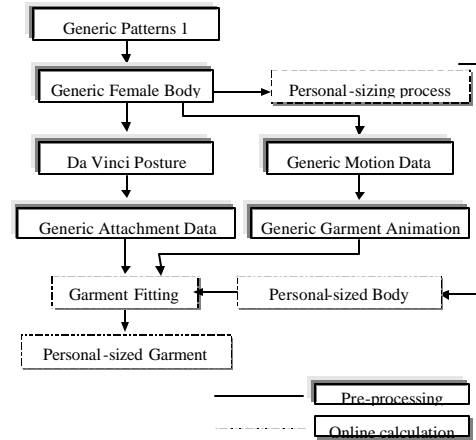 Generic Patterns 1
Generic Female Body
Personal-sizing process
Da Vinci Posture
Generic Motion Data
Generic Attachment Data
Generic Garment Animation
Garment Fitting
Personal-sized Body
Personal-sized Garment
Pre-processing
Online calculation